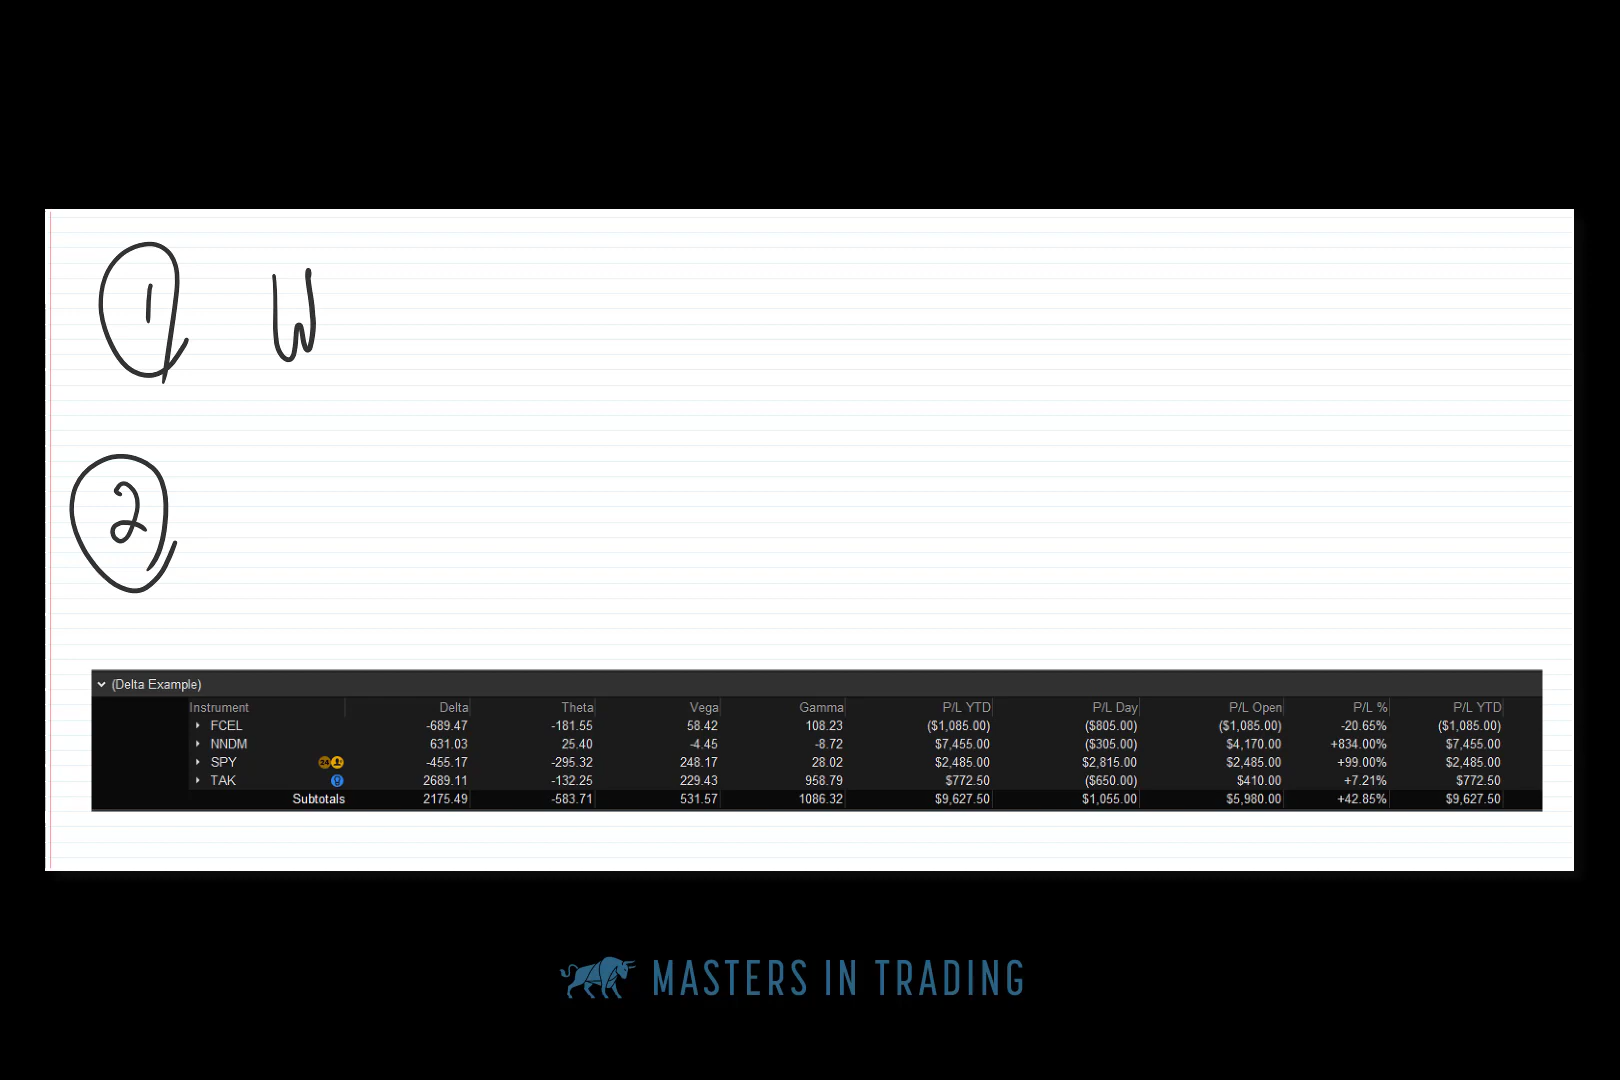 1 W
2
(Delta Example)
Instrument Delta Theta Vega Gamma P/L YTD P/L Day P/L Open P/L % P/L YTD
FCEL -689.47 -181.55 58.42 108.23 ($1,085.00) ($805.00) ($1,085.00) -20.65% ($1,085.00)
NNDM 631.03 25.40 -4.45 -8.72 $7,455.00 ($305.00) $4,170.00 +834.00% $7,455.00
SPY -455.17 -295.32 248.17 28.02 $2,485.00 $2,815.00 $2,485.00 +99.00% $2,485.00
TAK 2689.11 -132.25 229.43 958.79 $772.50 ($650.00) $410.00 +7.21% $772.50
Subtotals 2175.49 -583.71 531.57 1086.32 $9,627.50 $1,055.00 $5,980.00 +42.85% $9,627.50
MASTERS IN TRADING